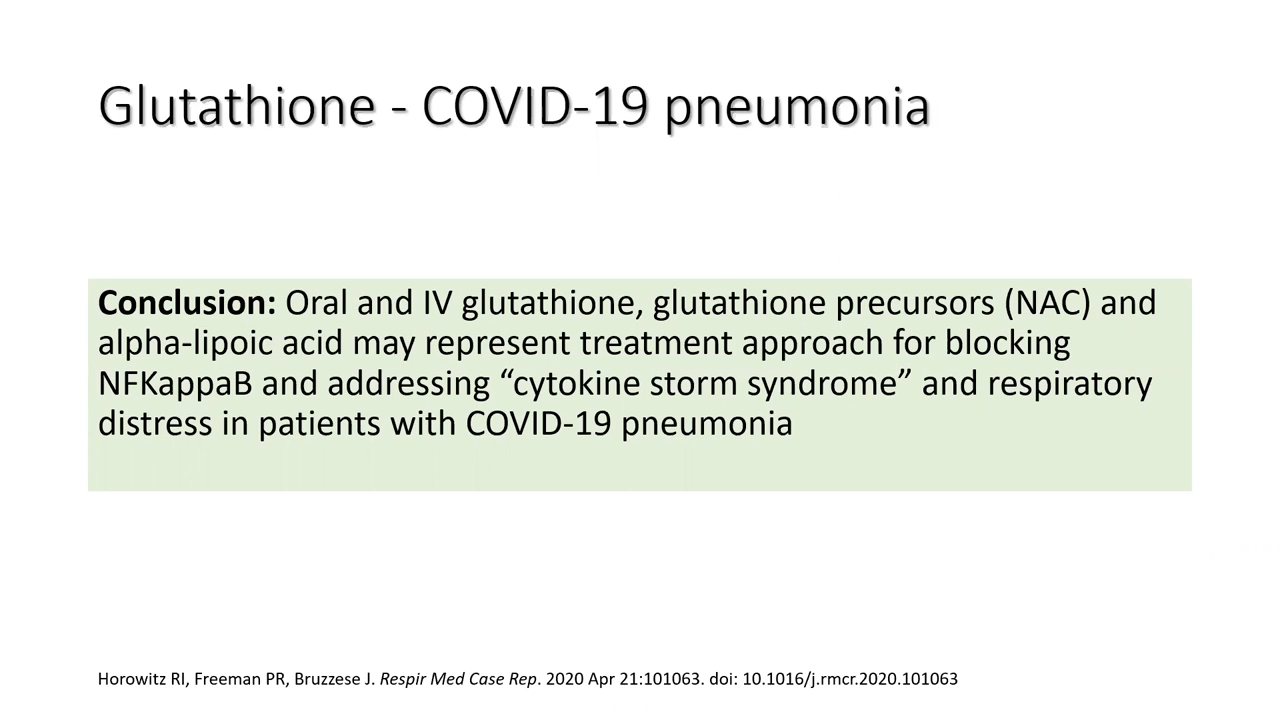 Glutathione - COVID-19 pneumonia
Conclusion: Oral and IV glutathione, glutathione precursors (NAC) and
alpha-lipoic acid may represent treatment approach for blocking
NFKappaB and addressing “cytokine storm syndrome” and respiratory
distress in patients with COVID-19 pneumonia
Horowitz RI, Freeman PR, Bruzzese J. Respir Med Case Rep. 2020 Apr 21:101063. doi: 10.1016/j.rmcr.2020.101063